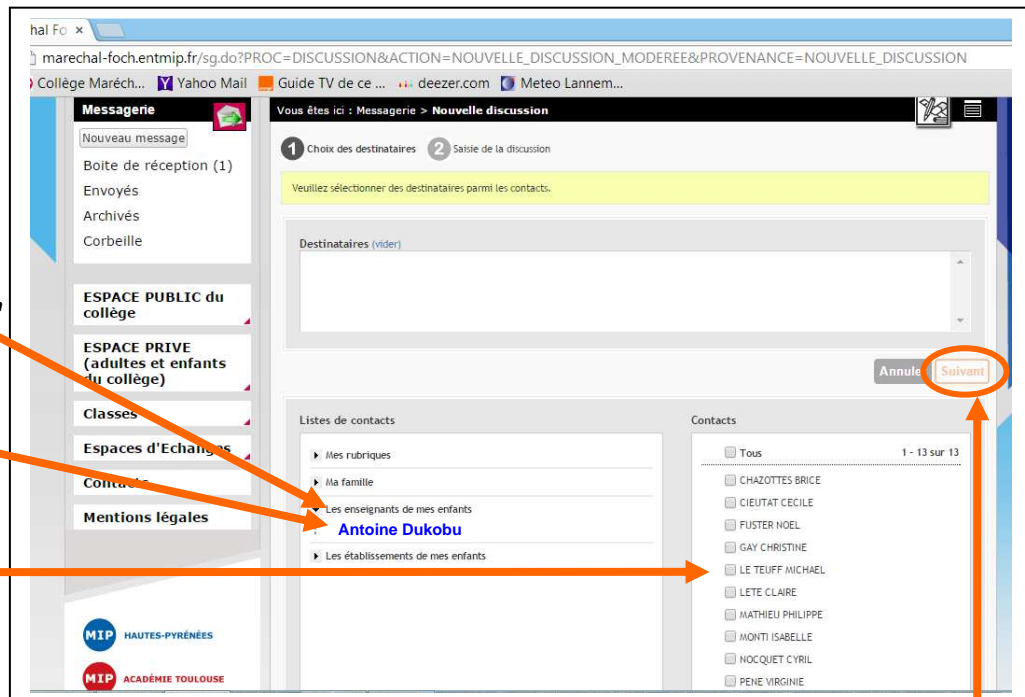 hal Fo ×
marechal-foch.entmip.fr/sg.do?PROC=DISCUSSION&ACTION=NOUVELLE_DISCUSSION_MODEREE&PROVENANCE=NOUVELLE_DISCUSSION
Collège Maréch... Yahoo Mail Guide TV de ce ... deezer.com Meteo Lannem...
Messagerie
Nouveau message
Boite de réception (1)
Envoyés
Archivés
Corbeille
ESPACE PUBLIC du
collège
ESPACE PRIVE
(adultes et enfants
du collège)
Classes
Espaces d'Echanges
Contacts
Mentions légales
MIP HAUTES-PYRÉNÉES
MIP ACADÉMIE TOULOUSE
Vous êtes ici : Messagerie > Nouvelle discussion
1 Choix des destinataires 2 Saisie de la discussion
Veuillez sélectionner des destinataires parmi les contacts.
Destinataires (vider)
Annuler Suivant
Listes de contacts
Mes rubriques
Ma famille
Les enseignants de mes enfants
Antoine Dukobu
Les établissements de mes enfants
Contacts
Tous 1 - 13 sur 13
CHAZOTTES BRICE
CIEUTAT CECILE
FUSTER NOEL
GAY CHRISTINE
LE TEUFF MICHAEL
LETE CLAIRE
MATHIEU PHILIPPE
MONTI ISABELLE
NOCQUET CYRIL
PENE VIRGINIE